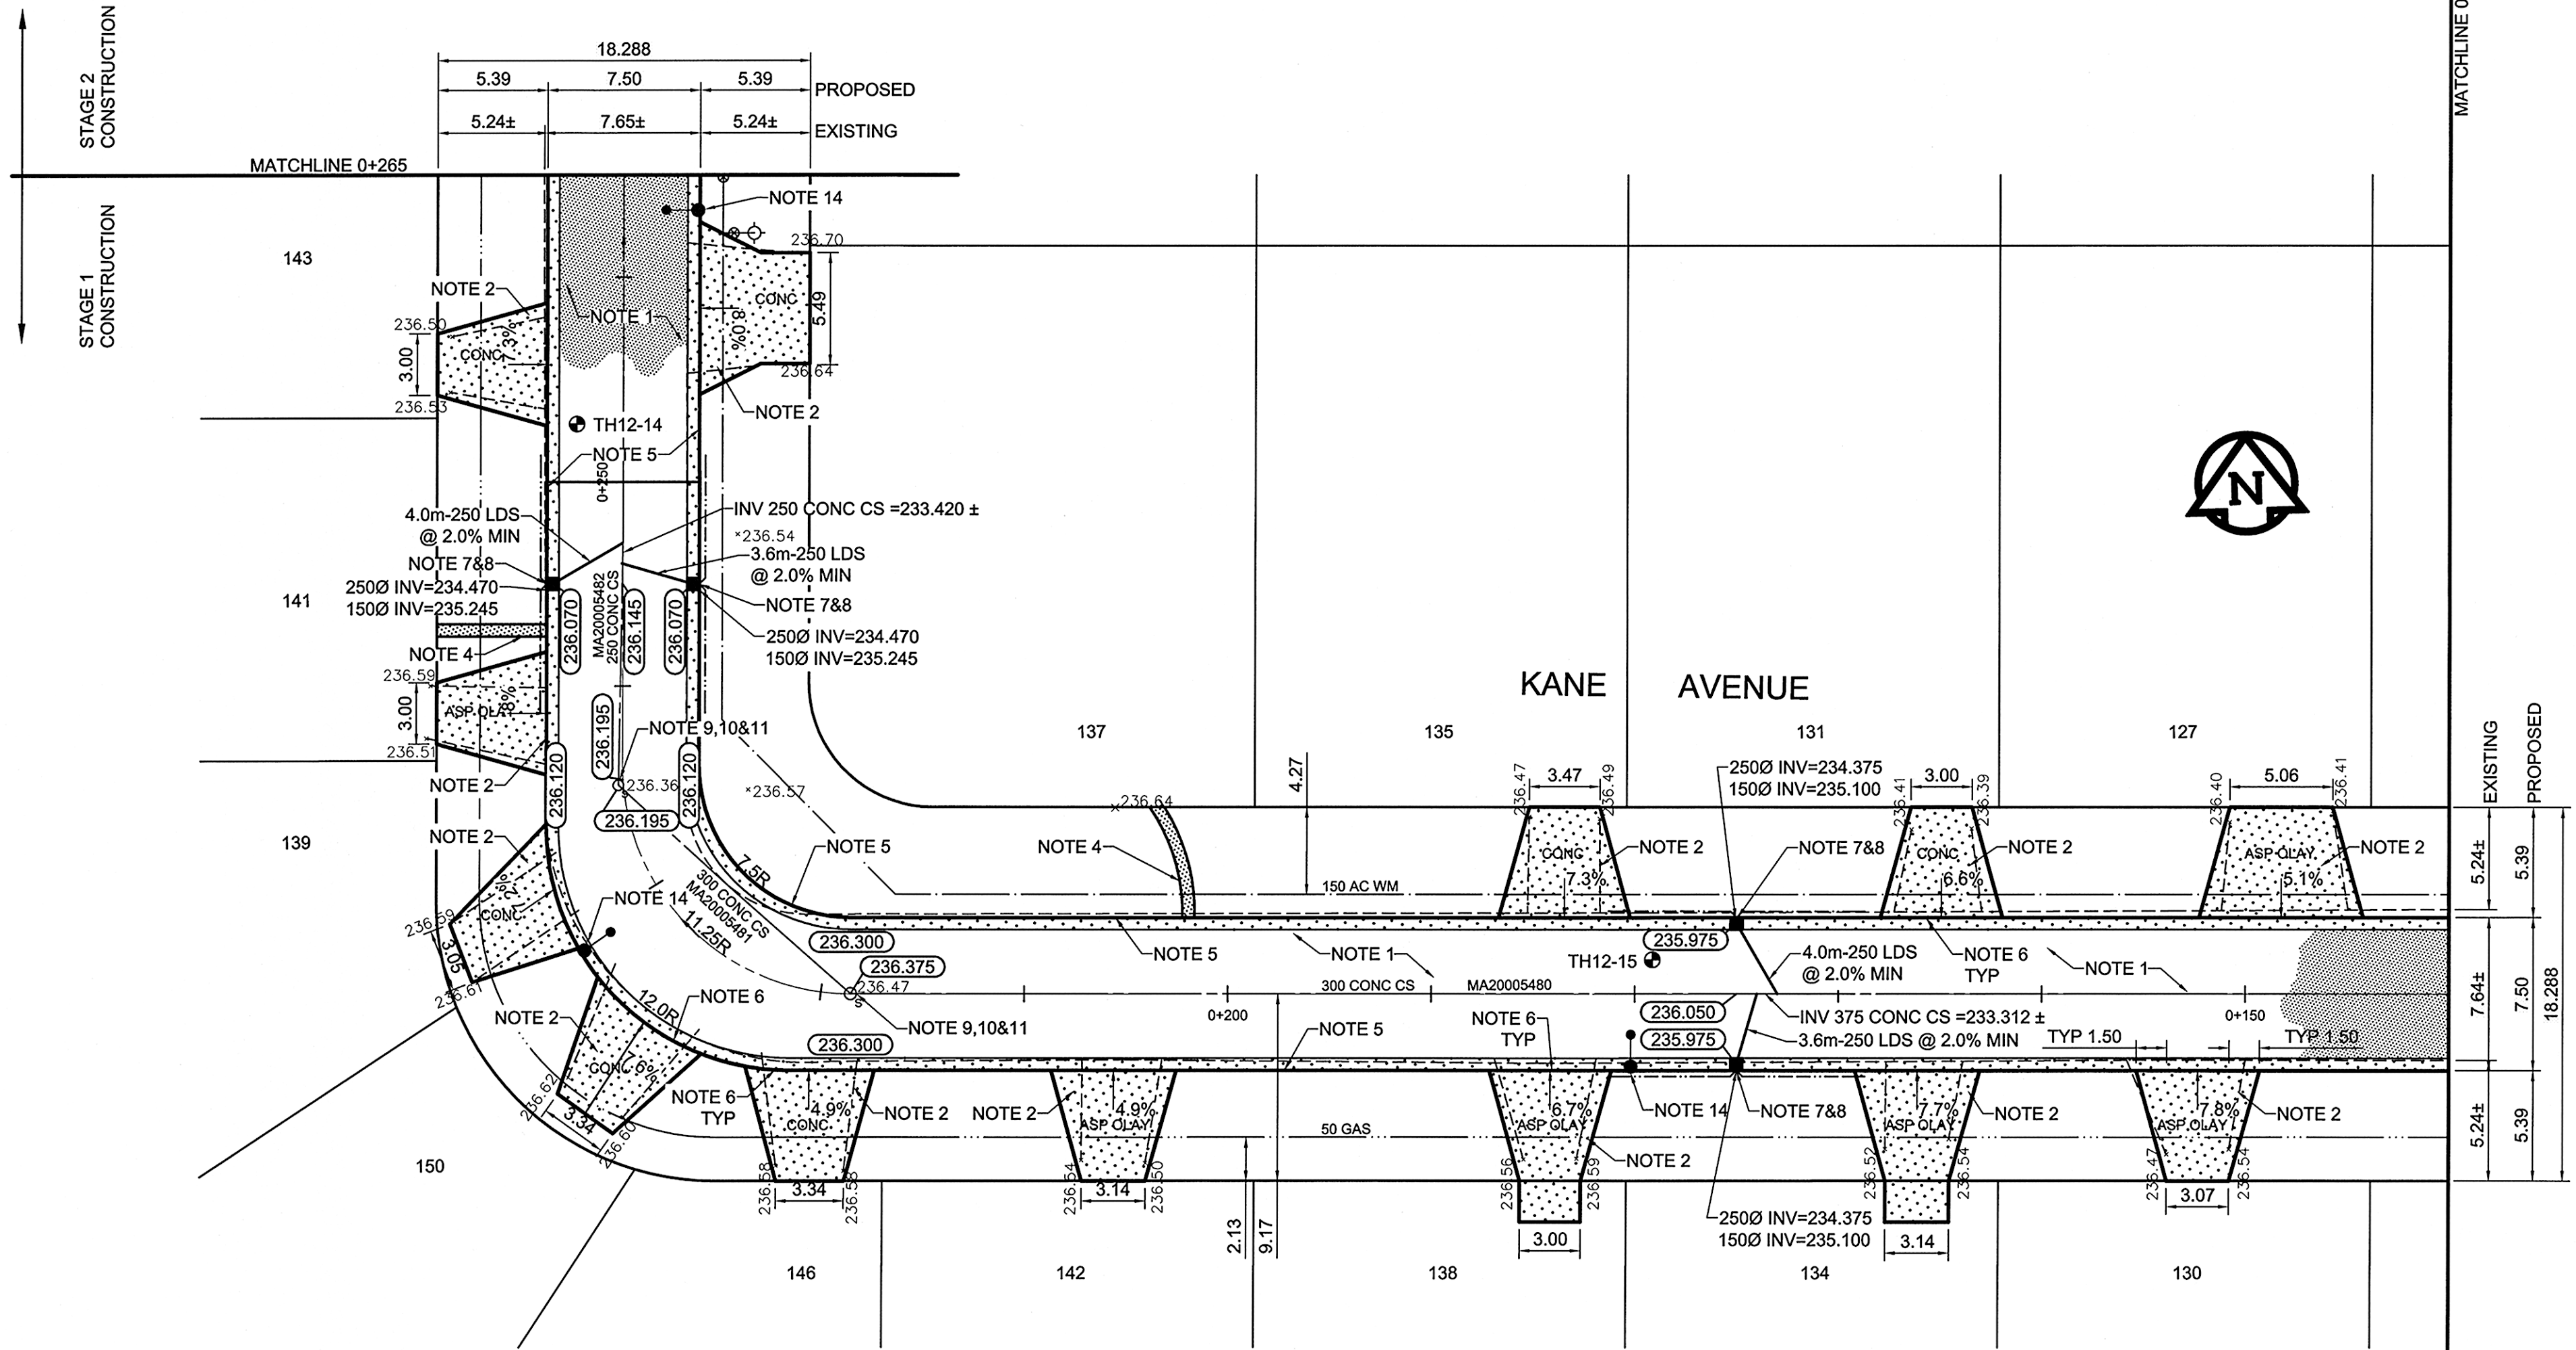 STAGE 2
CONSTRUCTION
STAGE 1
CONSTRUCTION
18.288
5.39
7.50
5.39
PROPOSED
5.24±
7.65±
5.24±
EXISTING
MATCHLINE 0+265
MATCHLINE 0
NOTE 14
236.70
143
NOTE 2
NOTE 1
CONC
8.0%
5.49
236.50
CONC
7.3%
3.00
236.64
236.53
NOTE 2
TH12-14
NOTE 5
0+250
N
4.0m-250 LDS
@ 2.0% MIN
INV 250 CONC CS =233.420 ±
×236.54
3.6m-250 LDS
@ 2.0% MIN
NOTE 7&8
250Ø INV=234.470
150Ø INV=235.245
141
NOTE 7&8
250Ø INV=234.470
150Ø INV=235.245
236.070
MA20005482
250 CONC CS
236.145
236.070
NOTE 4
236.59
8%
ASP OLAY
3.00
236.51
KANE AVENUE
236.195
NOTE 9,10&11
137
135
131
127
EXISTING
PROPOSED
NOTE 2
236.120
236.36
236.120
×236.57
236.195
4.27
250Ø INV=234.375
150Ø INV=235.100
236.47
3.47
236.49
236.41
3.00
236.39
236.40
5.06
236.41
×236.64
139
NOTE 2
7.5R
NOTE 5
NOTE 4
CONC
7.3%
NOTE 2
NOTE 7&8
CONC
6.6%
NOTE 2
ASP OLAY
5.1%
NOTE 2
5.24±
5.39
150 AC WM
CONC
NOTE 14
300 CONC CS
MA20005481
11.25R
236.59
3.05
236.61
236.300
236.375
236.47
NOTE 5
NOTE 1
235.975
TH12-15
4.0m-250 LDS
@ 2.0% MIN
NOTE 6
TYP
NOTE 1
300 CONC CS
MA20005480
12.0R
NOTE 6
NOTE 2
NOTE 9,10&11
0+200
236.300
NOTE 5
NOTE 6
TYP
236.050
235.975
INV 375 CONC CS =233.312 ±
3.6m-250 LDS @ 2.0% MIN
0+150
TYP 1.50
TYP 1.50
7.64±
7.50
18.288
CONC
7.6%
236.62
3.34
236.60
NOTE 6
TYP
4.9%
CONC
NOTE 2
NOTE 2
4.9%
ASP OLAY
50 GAS
6.7%
ASP OLAY
NOTE 2
NOTE 14
NOTE 7&8
7.7%
ASP OLAY
NOTE 2
7.8%
ASP OLAY
NOTE 2
5.24±
5.39
150
236.58
3.34
236.58
236.54
3.14
236.50
2.13
9.17
236.56
236.59
3.00
250Ø INV=234.375
150Ø INV=235.100
236.52
236.54
3.14
236.47
236.54
3.07
146
142
138
134
130